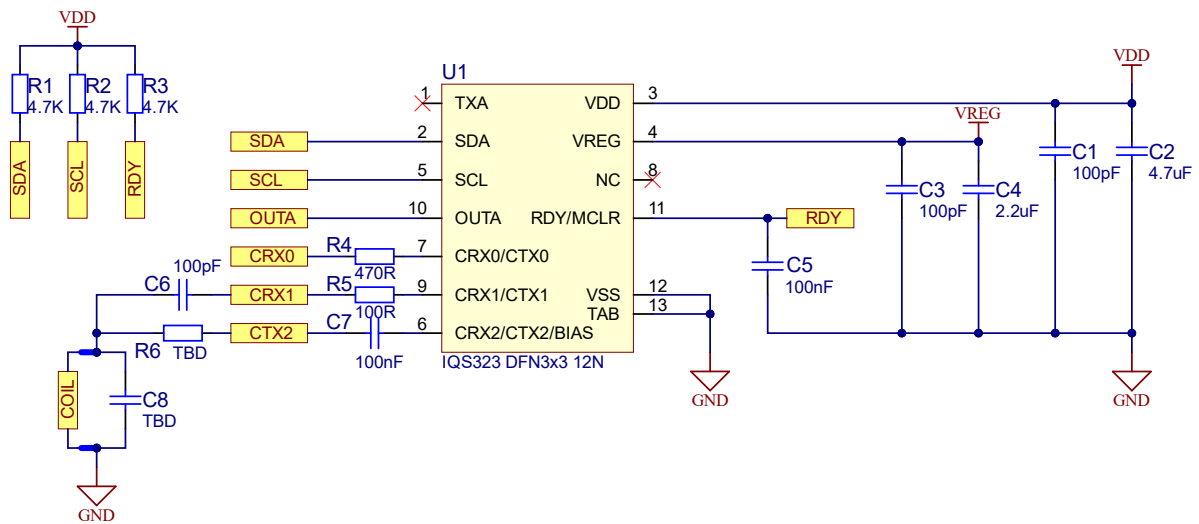 VDD
R1
4.7K
R2
4.7K
R3
4.7K
SDA
SCL
RDY
U1
1
TXA
SDA
2
SDA
SCL
5
SCL
OUTA
10
OUTA
CRX0
R4
470R
7
CRX0/CTX0
C6
100pF
CRX1
R5
100R
9
CRX1/CTX1
R6
TBD
CTX2
C7
100nF
6
CRX2/CTX2/BIAS
VDD
3
VREG
4
NC
8
RDY/MCLR
11
VSS
12
TAB
13
IQS323 DFN3x3 12N
COIL
C8
TBD
GND
RDY
C5
100nF
GND
VREG
C3
100pF
C4
2.2uF
VDD
C1
100pF
C2
4.7uF
GND